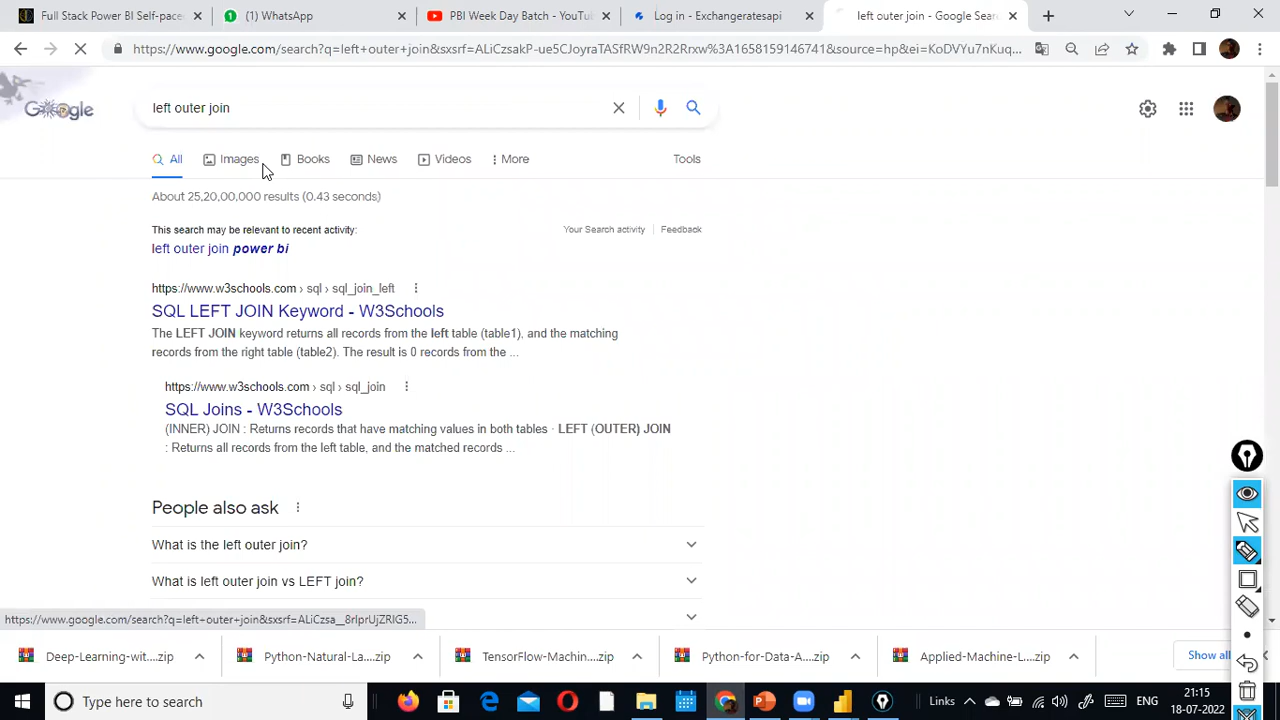 Full Stack Power BI Self-pace
(1) WhatsApp
PBI Week Day Batch - YouTu
Log in - Exchangeratesapi
left outer join - Google Searc
https://www.google.com/search?q=left+outer+join&sxsrf=ALiCzsakP-ue5CJoyraTASfRW9n2R2Rrxw%3A1658159146741&source=hp&ei=KoDVYu7nKuq...
Google
left outer join
All
Images
Books
News
Videos
More
Tools
About 25,20,00,000 results (0.43 seconds)
This search may be relevant to recent activity:
Your Search activity
Feedback
left outer join power bi
https://www.w3schools.com › sql › sql_join_left
SQL LEFT JOIN Keyword - W3Schools
The LEFT JOIN keyword returns all records from the left table (table1), and the matching
records from the right table (table2). The result is 0 records from the ...
https://www.w3schools.com › sql › sql_join
SQL Joins - W3Schools
(INNER) JOIN : Returns records that have matching values in both tables · LEFT (OUTER) JOIN
: Returns all records from the left table, and the matched records ...
People also ask
What is the left outer join?
What is left outer join vs LEFT join?
https://www.google.com/search?q=left+outer+join&sxsrf=ALiCzsa__8rIprUjZRIG5...
Deep-Learning-wit....zip
Python-Natural-La....zip
TensorFlow-Machin....zip
Python-for-Data-A....zip
Applied-Machine-L....zip
Show all
Type here to search
Links
ENG
21:15
18-07-2022